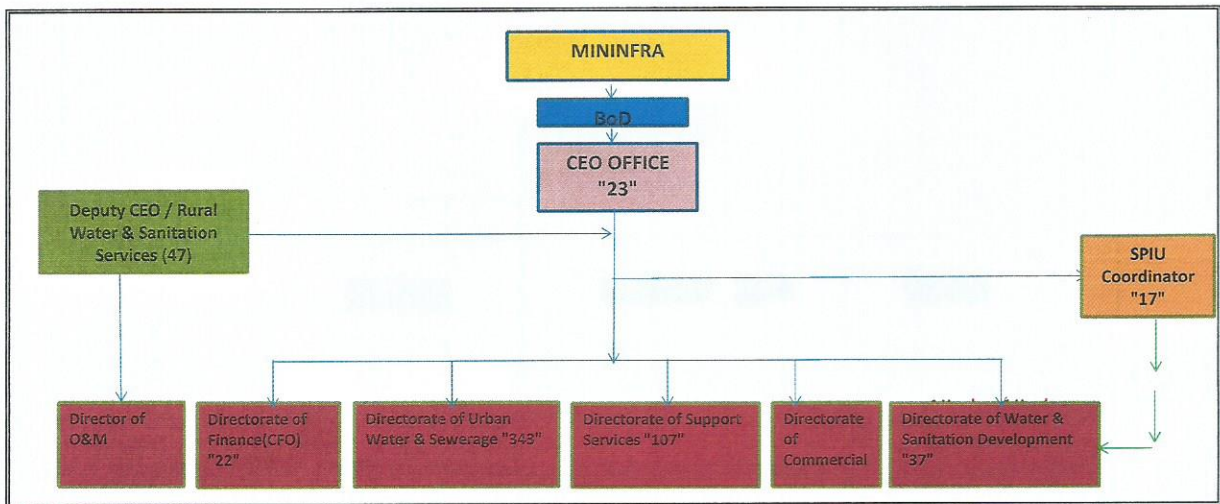 MININFRA
BoD
CEO OFFICE
"23"
Deputy CEO / Rural
Water & Sanitation
Services (47)
SPIU
Coordinator
"17"
Director of
O&M
Directorate of
Finance(CFO)
"22"
Directorate of Urban
Water & Sewerage "343"
Directorate of Support
Services "107"
Directorate
of
Commercial
Directorate of Water &
Sanitation Development
"37"